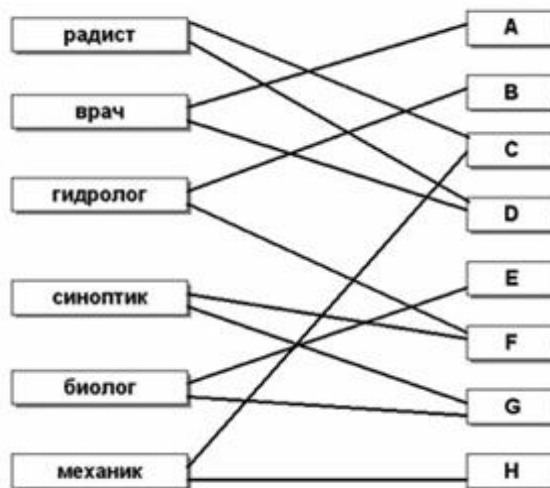 радист
врач
гидролог
синоптик
биолог
механик
A
B
C
D
E
F
G
H